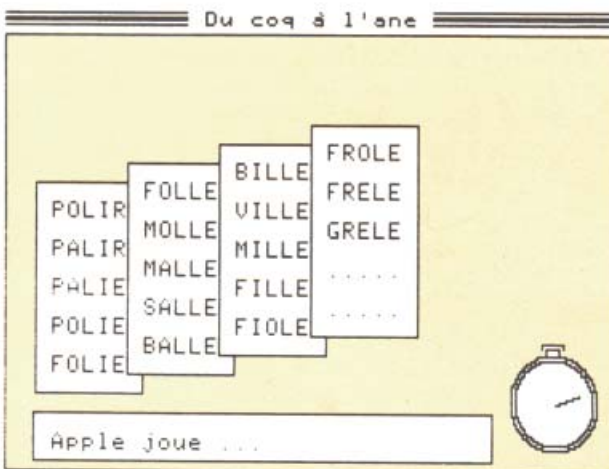 Du coq à l'ane
POLIR
PALIR
PALIE
POLIE
FOLIE
FOLLE
MOLLE
MALLE
SALLE
BALLE
BILLE
VILLE
MILLE
FILLE
FIOLE
FROLE
FRELE
GRELE
.....
.....
Apple joue ...